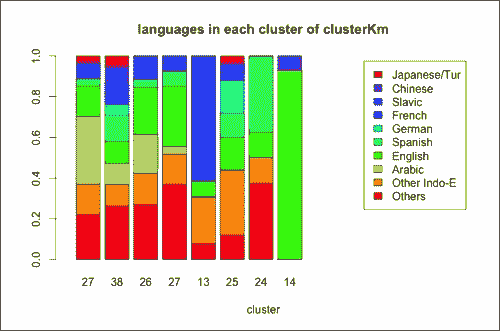 languages in each cluster of clusterKm
1.0
0.8
0.6
0.4
0.2
0.0
Japanese/Tur
Chinese
Slavic
French
German
Spanish
English
Arabic
Other Indo-E
Others
27 38 26 27 13 25 24 14
cluster